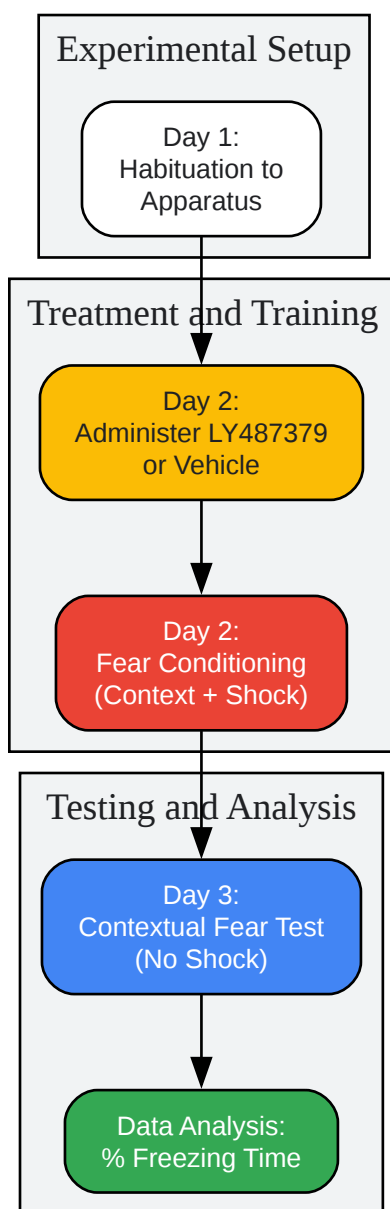 Experimental Setup
Day 1:
Habituation to
Apparatus
Treatment and Training
Day 2:
Administer LY487379
or Vehicle
Day 2:
Fear Conditioning
(Context + Shock)
Testing and Analysis
Day 3:
Contextual Fear Test
(No Shock)
Data Analysis:
% Freezing Time